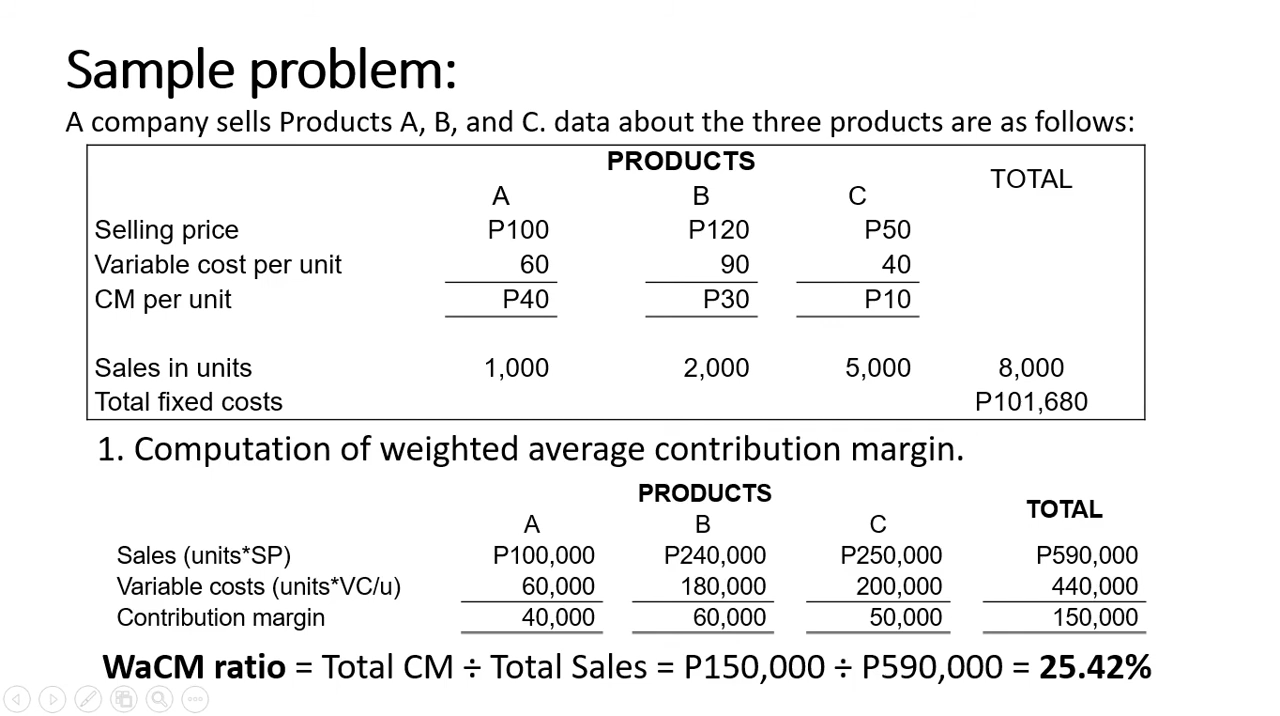 Sample problem:
A company sells Products A, B, and C. data about the three products are as follows:
PRODUCTS
TOTAL
A B C
Selling price P100 P120 P50
Variable cost per unit 60 90 40
CM per unit P40 P30 P10
Sales in units 1,000 2,000 5,000 8,000
Total fixed costs P101,680
1. Computation of weighted average contribution margin.
PRODUCTS
TOTAL
A B C
Sales (units*SP) P100,000 P240,000 P250,000 P590,000
Variable costs (units*VC/u) 60,000 180,000 200,000 440,000
Contribution margin 40,000 60,000 50,000 150,000
WaCM ratio = Total CM ÷ Total Sales = P150,000 ÷ P590,000 = 25.42%